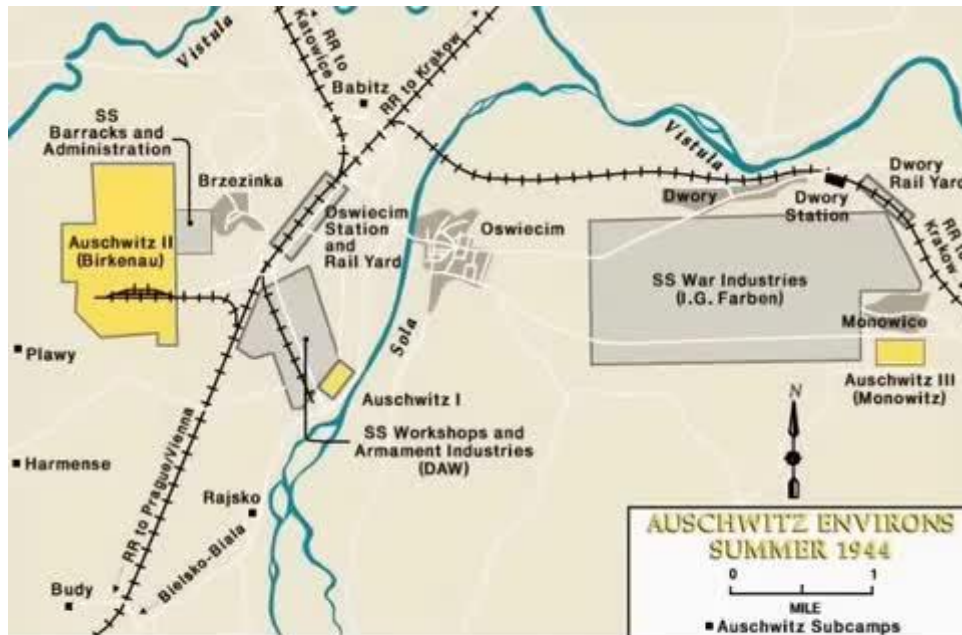 Vistula
RR to
Katowice
RR to Krakow
Babitz
SS
Barracks and
Administration
Brzezinka
Vistula
Dwory
Rail Yard
Dwory
Dwory
Station
Auschwitz II
(Birkenau)
Oswiecim
Station
and
Rail Yard
Oswiecim
RR to
Krakow
SS War Industries
(I.G. Farben)
Sola
Monowice
Plawy
Auschwitz III
(Monowitz)
Auschwitz I
N
SS Workshops and
Armament Industries
(DAW)
Harmense
RR to Prague/Vienna
Rajsko
Bielsko-Biala
Budy
AUSCHWITZ ENVIRONS
SUMMER 1944
0 1
MILE
Auschwitz Subcamps